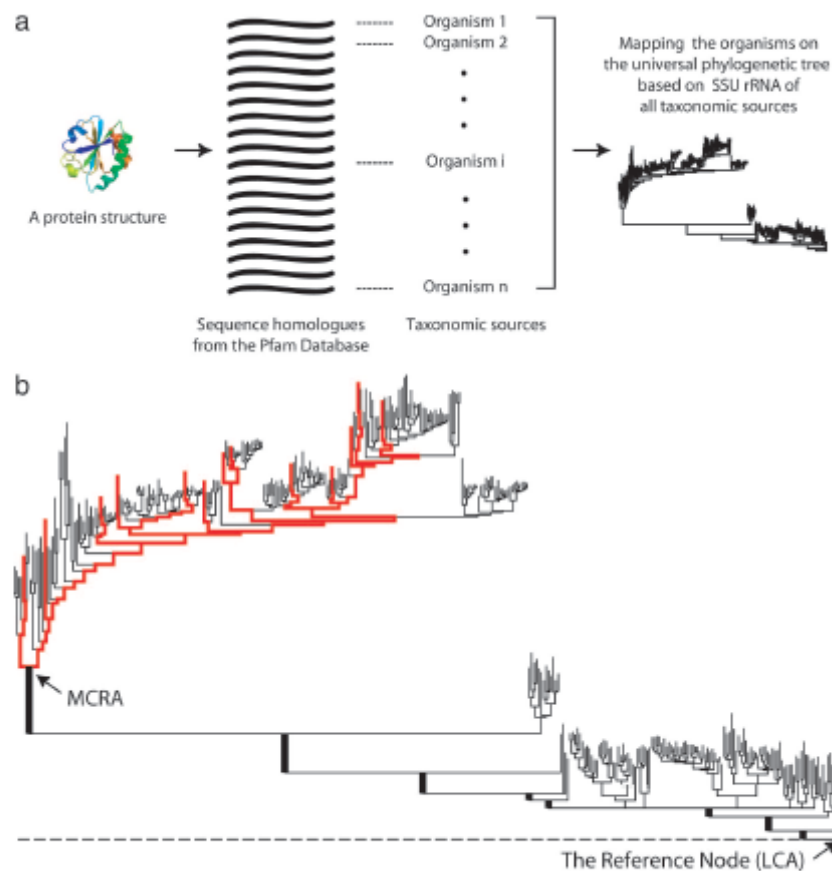 a
Organism 1
Organism 2
Organism i
Organism n
A protein structure
Sequence homologues
from the Pfam Database
Taxonomic sources
Mapping the organisms on
the universal phylogenetic tree
based on SSU rRNA of
all taxonomic sources
b
MCRA
The Reference Node (LCA)